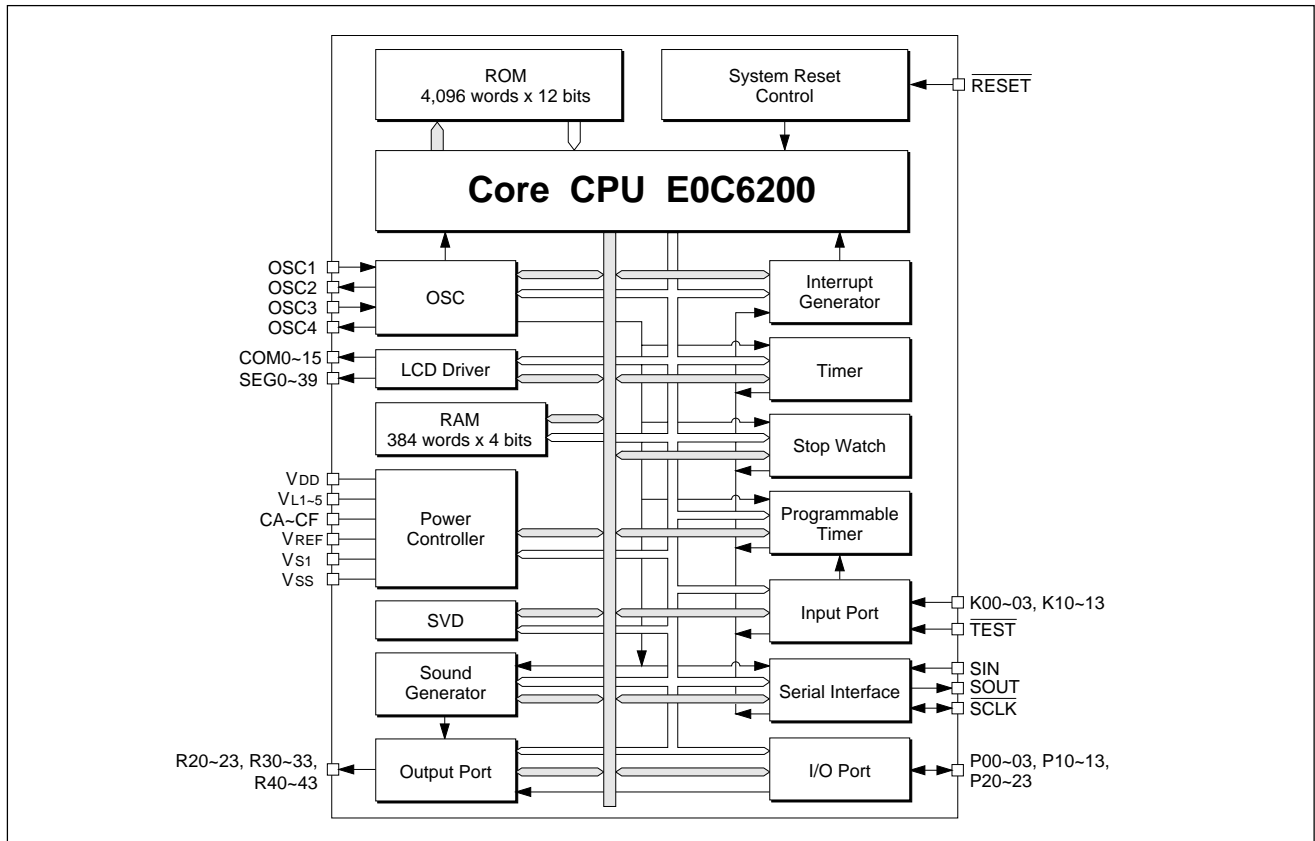 ROM
4,096 words x 12 bits
System Reset
Control
RESET
Core CPU E0C6200
OSC1
OSC2
OSC3
OSC4
OSC
Interrupt
Generator
COM0~15
SEG0~39
LCD Driver
Timer
RAM
384 words x 4 bits
Stop Watch
VDD
VL1~5
CA~CF
VREF
VS1
VSS
Power
Controller
Programmable
Timer
SVD
Input Port
K00~03, K10~13
TEST
Sound
Generator
Serial Interface
SIN
SOUT
SCLK
R20~23, R30~33,
R40~43
Output Port
I/O Port
P00~03, P10~13,
P20~23